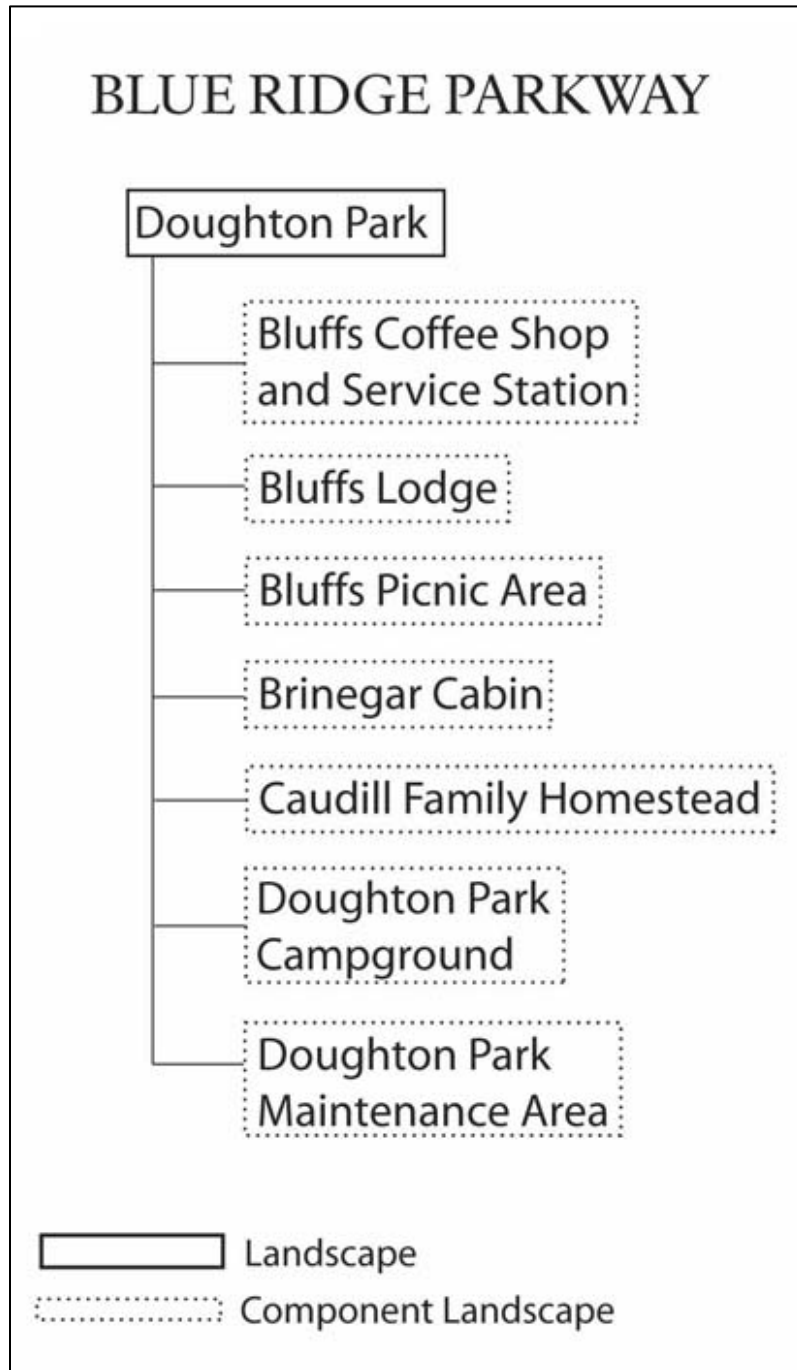 BLUE RIDGE PARKWAY
Doughton Park
Bluffs Coffee Shop
and Service Station
Bluffs Lodge
Bluffs Picnic Area
Brinegar Cabin
Caudill Family Homestead
Doughton Park
Campground
Doughton Park
Maintenance Area
Landscape
Component Landscape